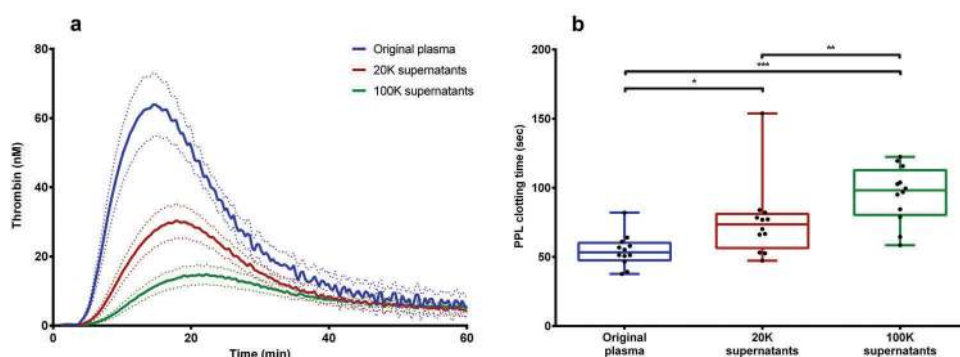 a
Original plasma
20K supernatants
100K supernatants
Thrombin (nM)
80
60
40
20
0
0
20
40
60
Time (min)
b
PPL clotting time (sec)
200
150
100
50
0
**
***
*
Original
plasma
20K
supernatants
100K
supernatants